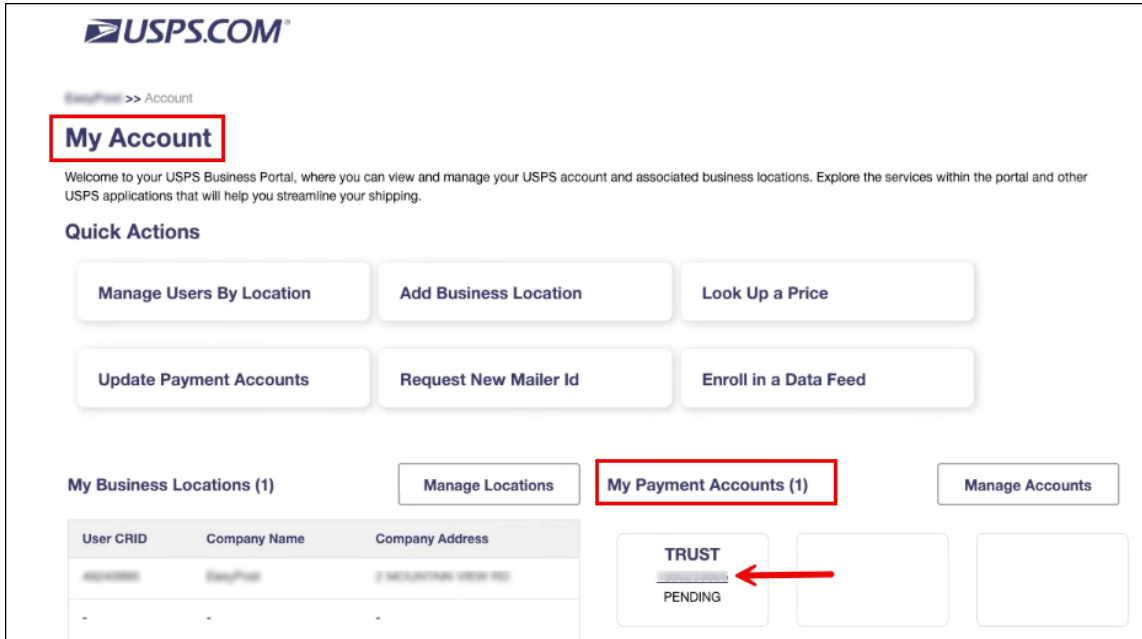 USPS.COM®
>> Account
My Account
Welcome to your USPS Business Portal, where you can view and manage your USPS account and associated business locations. Explore the services within the portal and other
USPS applications that will help you streamline your shipping.
Quick Actions
Manage Users By Location
Add Business Location
Look Up a Price
Update Payment Accounts
Request New Mailer Id
Enroll in a Data Feed
My Business Locations (1)
Manage Locations
My Payment Accounts (1)
Manage Accounts
User CRID
Company Name
Company Address
TRUST
PENDING
- - -